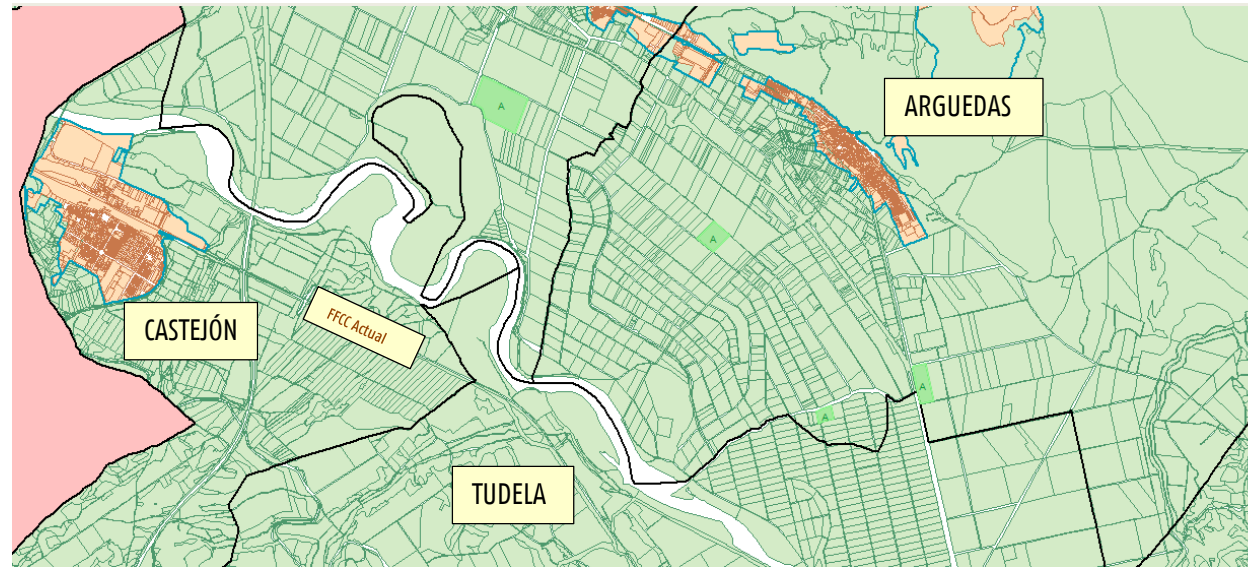 A
ARGUEDAS
A
CASTEJÓN
FFCC Actual
A
A
TUDELA